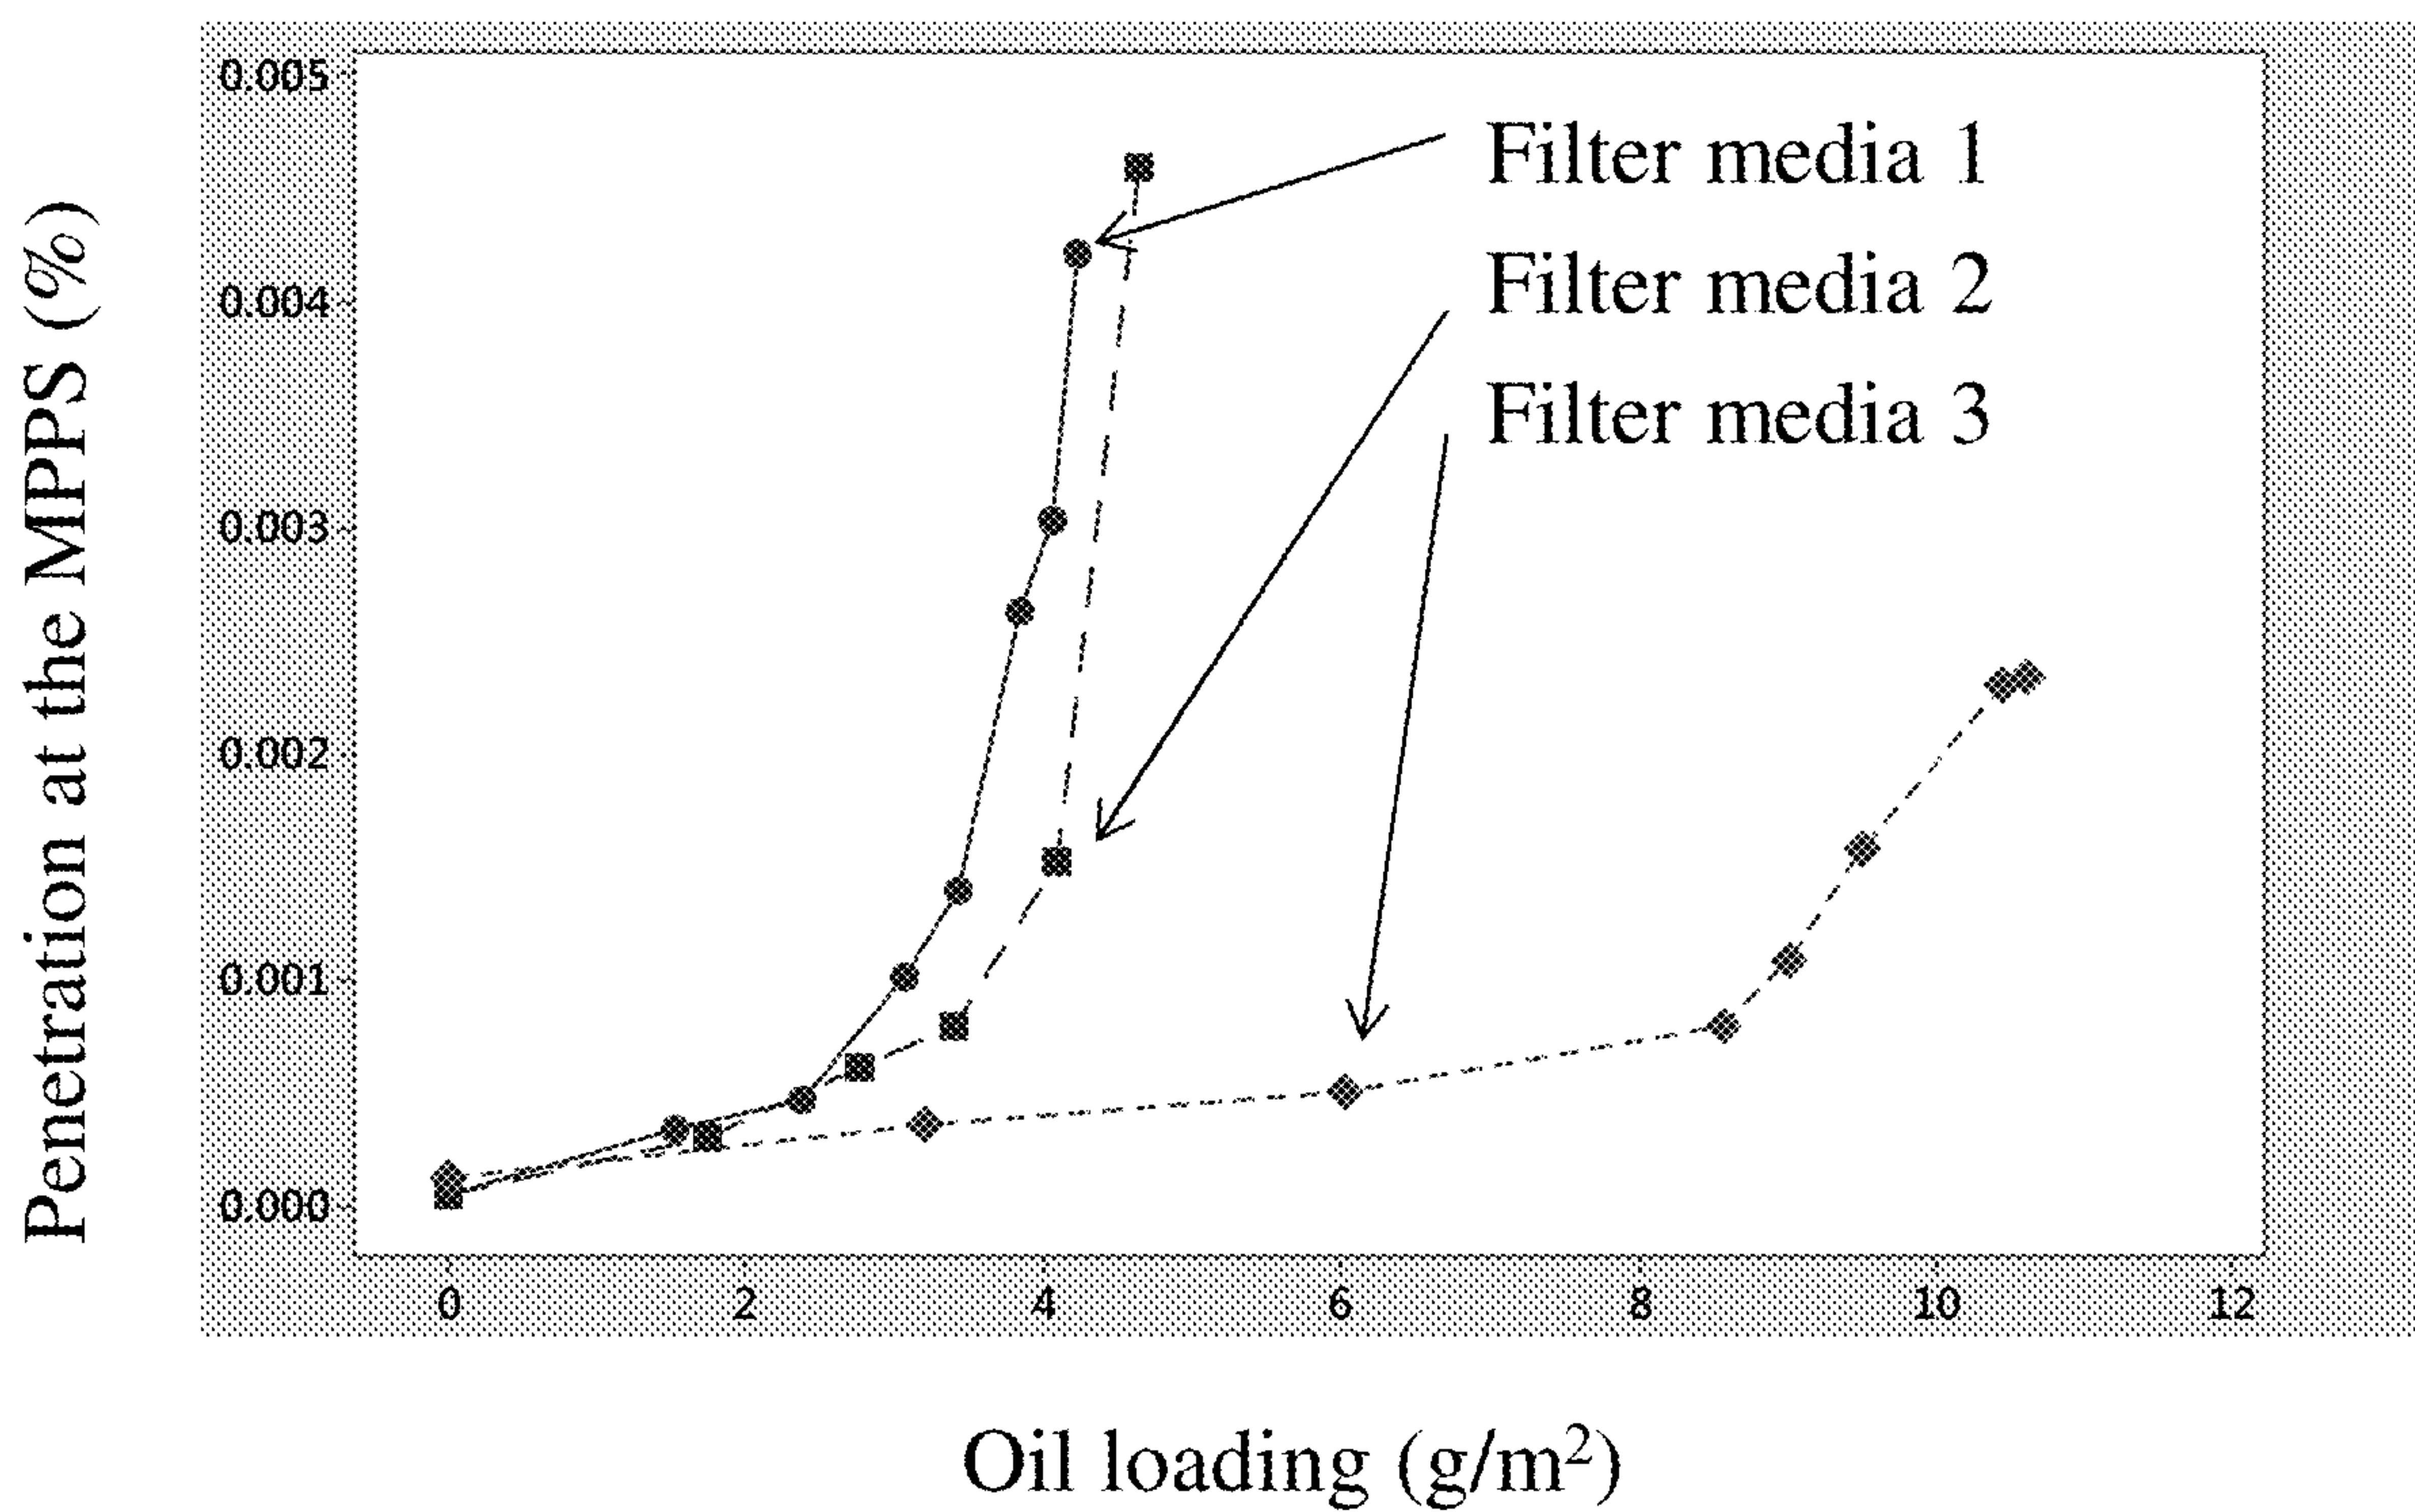 Penetration at the MPPS (%)
0.005
0.004
0.003
0.002
0.001
0.000
Filter media 1
Filter media 2
Filter media 3
0 2 4 6 8 10 12
Oil loading (g/m²)